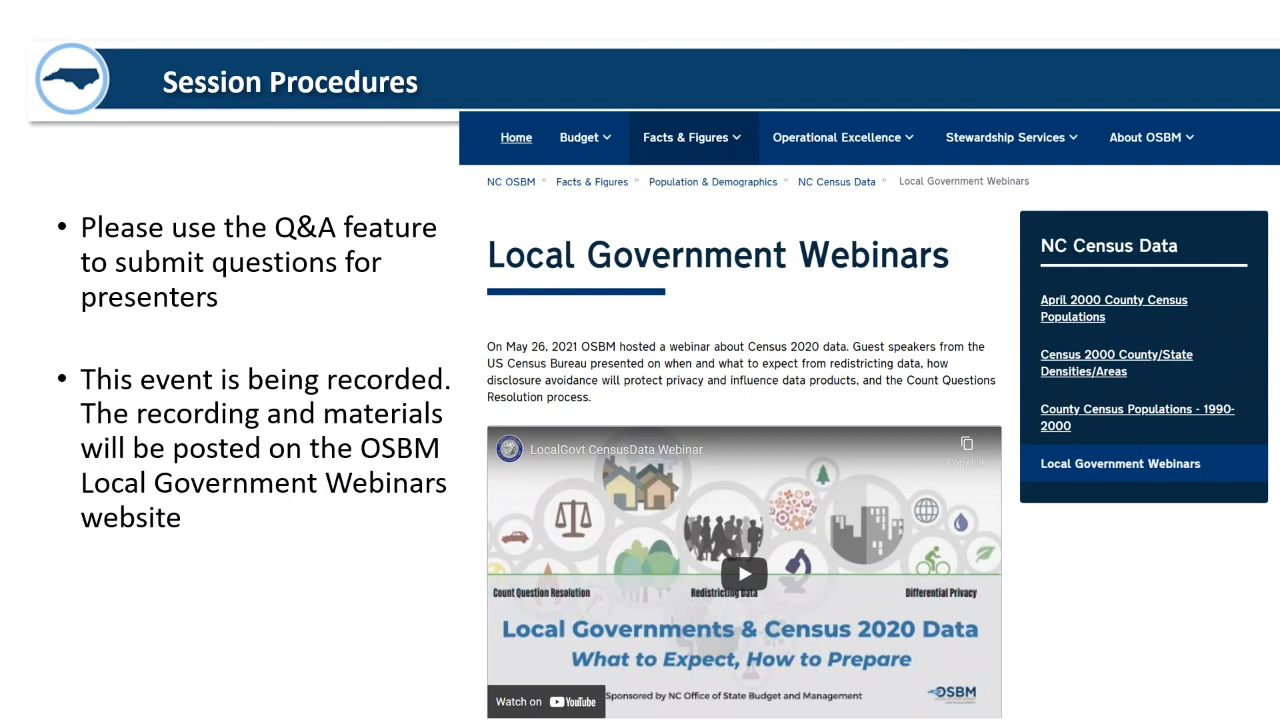 Session Procedures
Home Budget Facts & Figures Operational Excellence Stewardship Services About OSBM
NC OSBM » Facts & Figures » Population & Demographics » NC Census Data » Local Government Webinars
• Please use the Q&A feature
to submit questions for
presenters
• This event is being recorded.
The recording and materials
will be posted on the OSBM
Local Government Webinars
website
Local Government Webinars
On May 26, 2021 OSBM hosted a webinar about Census 2020 data. Guest speakers from the
US Census Bureau presented on when and what to expect from redistricting data, how
disclosure avoidance will protect privacy and influence data products, and the Count Questions
Resolution process.
LocalGovt CensusData Webinar
Copy link
Count Question Resolution Redistricting Data Differential Privacy
Local Governments & Census 2020 Data
What to Expect, How to Prepare
Watch on YouTube
Sponsored by NC Office of State Budget and Management
OSBM
NC Census Data
April 2000 County Census
Populations
Census 2000 County/State
Densities/Areas
County Census Populations - 1990-
2000
Local Government Webinars